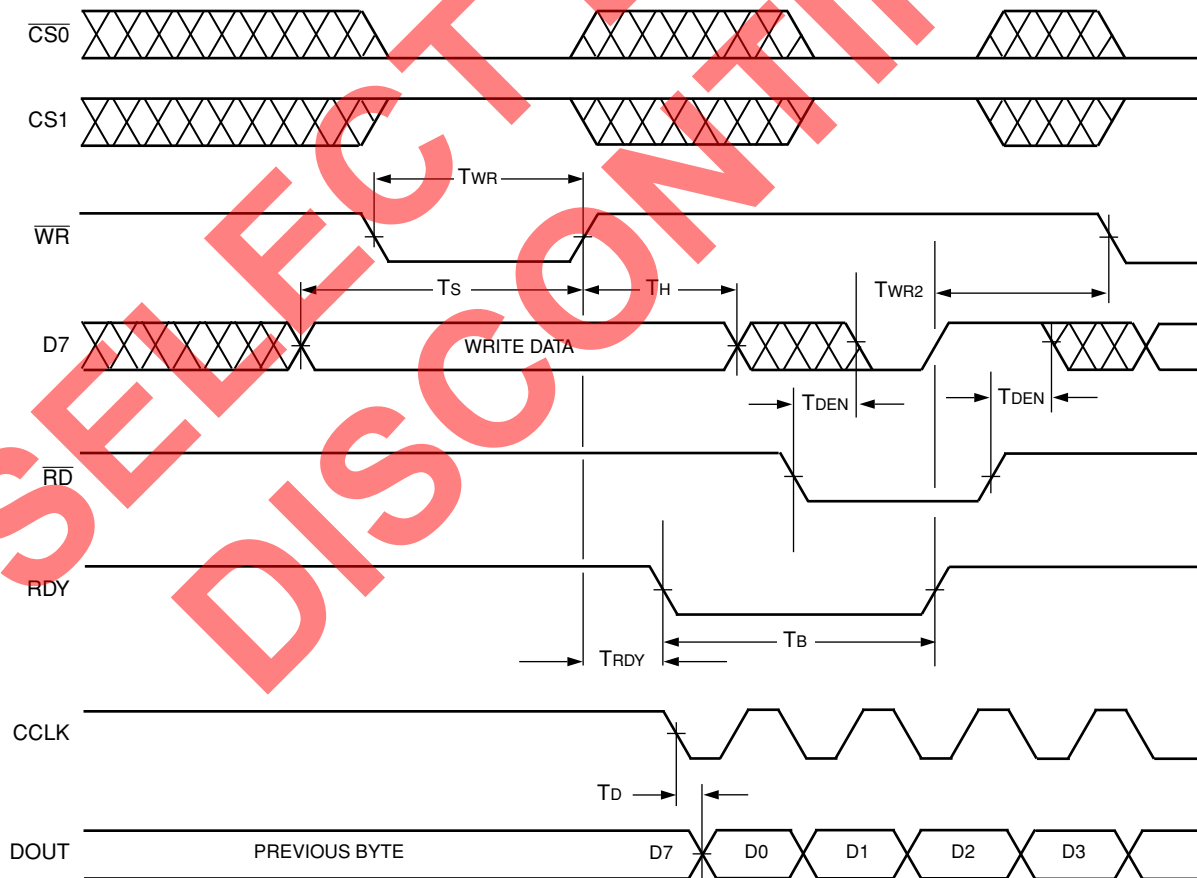 CS0
CS1
TWR
WR
TS TH TWR2
D7 WRITE DATA
TDEN TDEN
RD
RDY
TB
TRDY
CCLK
TD
DOUT PREVIOUS BYTE D7 D0 D1 D2 D3
SELECT
DISCONTI